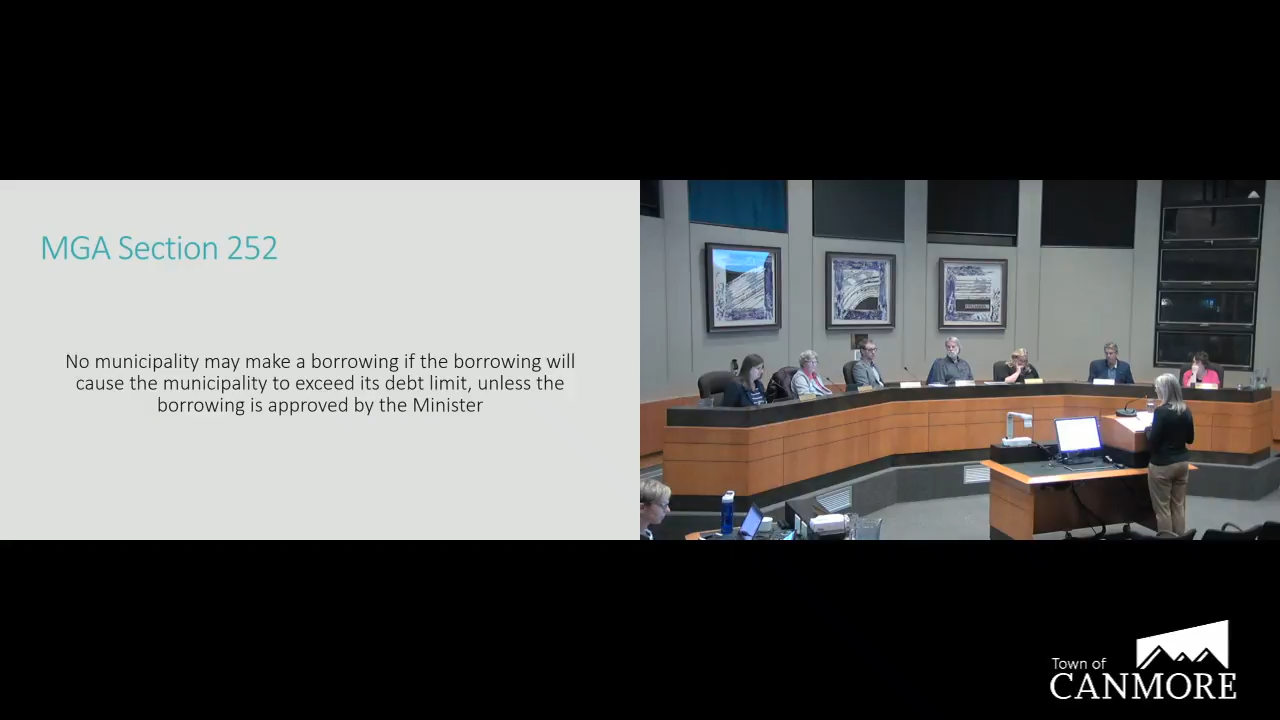 MGA Section 252
No municipality may make a borrowing if the borrowing will
cause the municipality to exceed its debt limit, unless the
borrowing is approved by the Minister
Town of
CANMORE